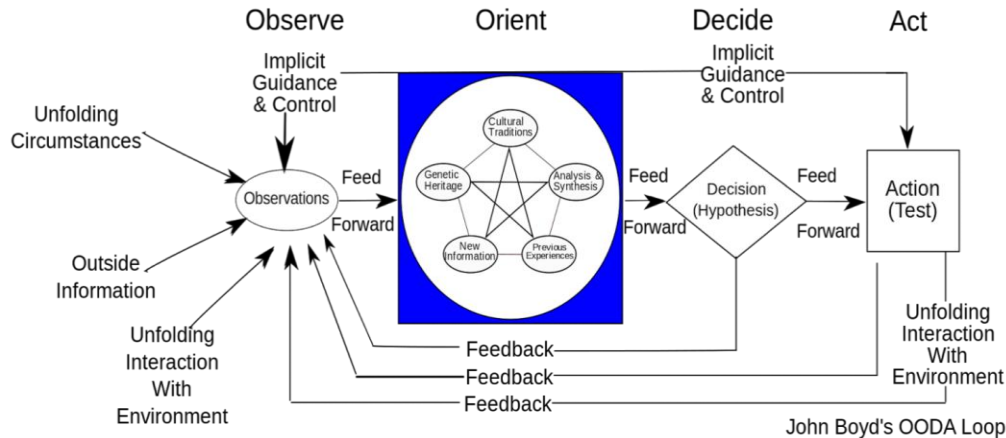 Observe
Orient
Decide
Act
Implicit
Guidance
& Control
Implicit
Guidance
& Control
Unfolding
Circumstances
Observations
Outside
Information
Unfolding
Interaction
With
Environment
Feed
Forward
Cultural
Traditions
Genetic
Heritage
Analysis &
Synthesis
New
Information
Previous
Experiences
Feed
Forward
Decision
(Hypothesis)
Feed
Forward
Action
(Test)
Unfolding
Interaction
With
Environment
Feedback
Feedback
Feedback
John Boyd's OODA Loop